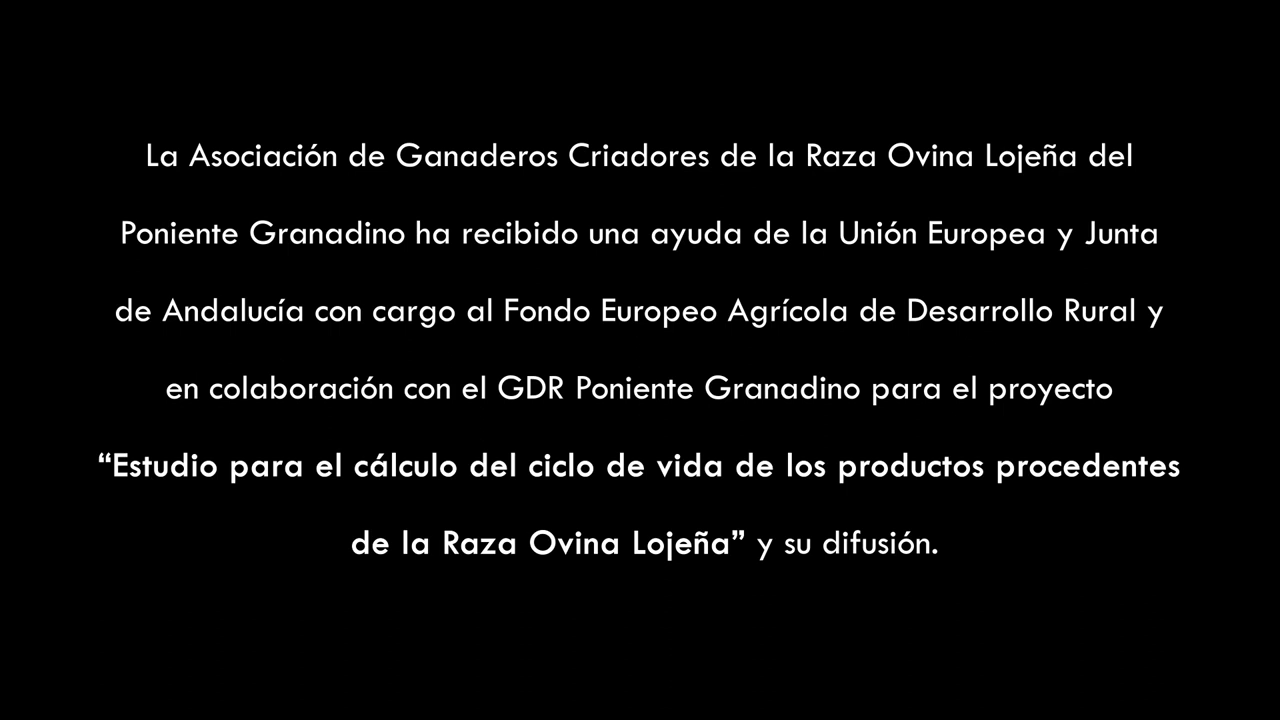 La Asociación de Ganaderos Criadores de la Raza Ovina Lojeña del
Poniente Granadino ha recibido una ayuda de la Unión Europea y Junta
de Andalucía con cargo al Fondo Europeo Agrícola de Desarrollo Rural y
en colaboración con el GDR Poniente Granadino para el proyecto
“Estudio para el cálculo del ciclo de vida de los productos procedentes
de la Raza Ovina Lojeña” y su difusión.